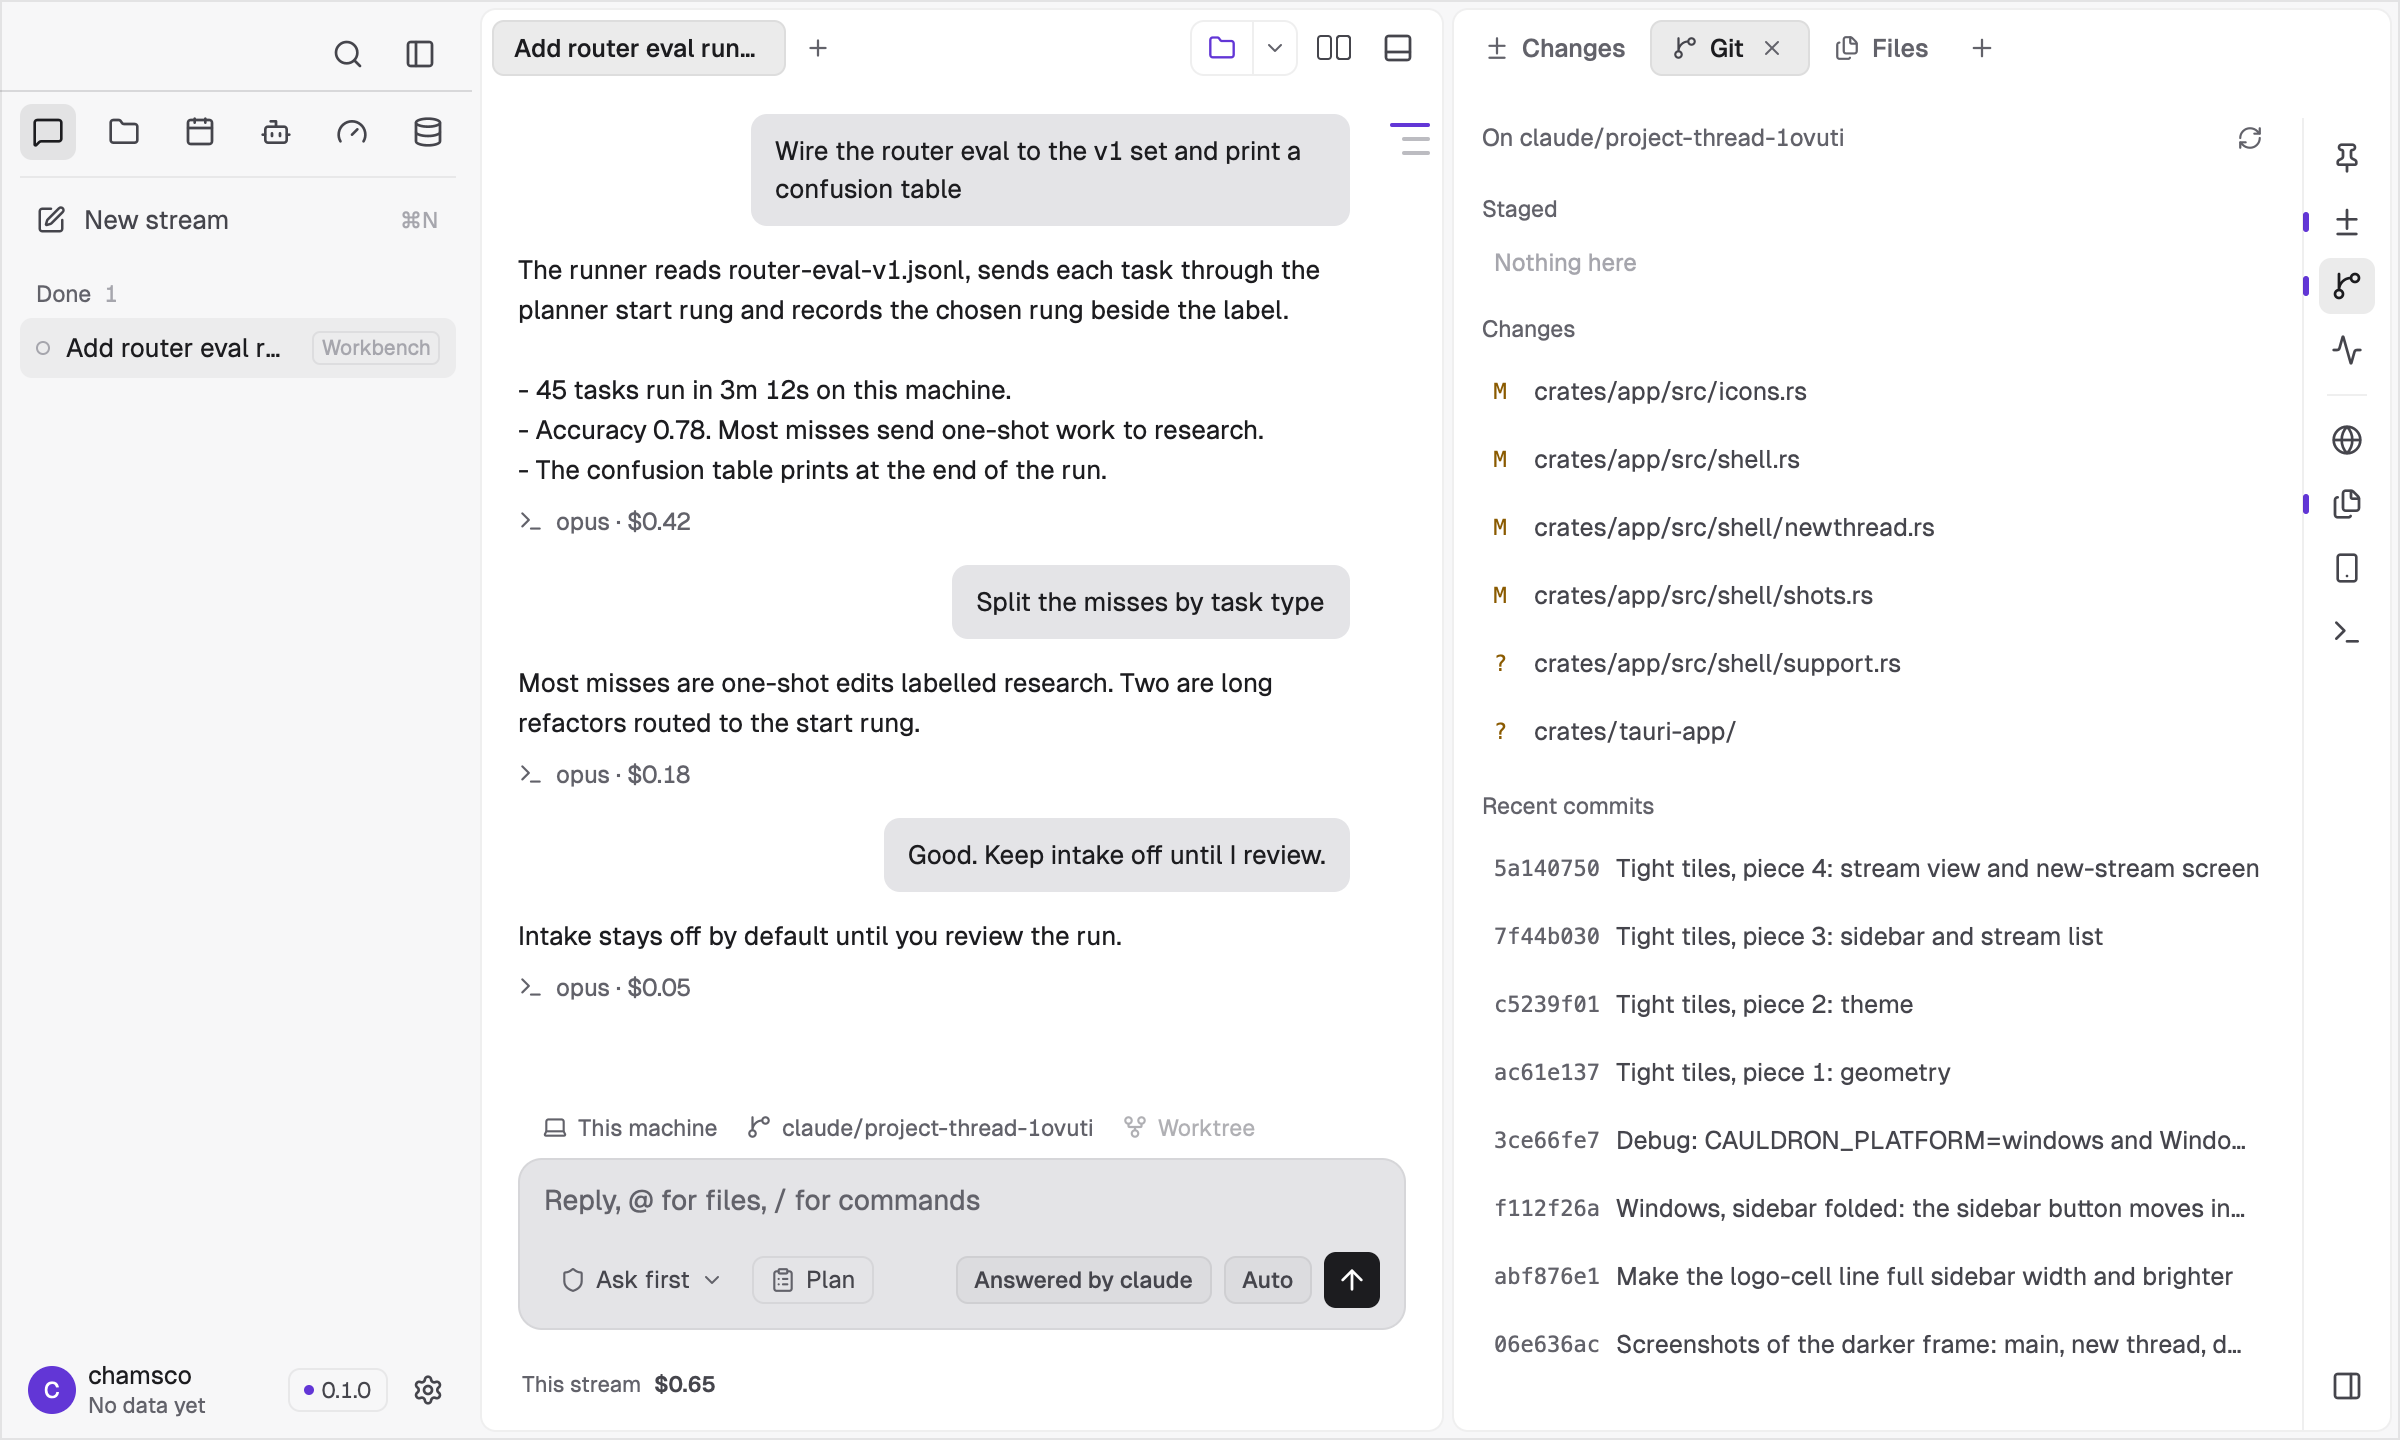 New stream ⌘N
Done 1
Add router eval r... Workbench
C
chamsco
No data yet
0.1.0
Add router eval run...
Wire the router eval to the v1 set and print a
confusion table
The runner reads router-eval-v1.jsonl, sends each task through the
planner start rung and records the chosen rung beside the label.
- 45 tasks run in 3m 12s on this machine.
- Accuracy 0.78. Most misses send one-shot work to research.
- The confusion table prints at the end of the run.
opus · $0.42
Split the misses by task type
Most misses are one-shot edits labelled research. Two are long
refactors routed to the start rung.
opus · $0.18
Good. Keep intake off until I review.
Intake stays off by default until you review the run.
opus · $0.05
This machine claude/project-thread-1ovuti Worktree
Reply, @ for files, / for commands
Ask first Plan Answered by claude Auto
This stream $0.65
Changes Git Files
On claude/project-thread-1ovuti
Staged
Nothing here
Changes
M crates/app/src/icons.rs
M crates/app/src/shell.rs
M crates/app/src/shell/newthread.rs
M crates/app/src/shell/shots.rs
? crates/app/src/shell/support.rs
? crates/tauri-app/
Recent commits
5a140750 Tight tiles, piece 4: stream view and new-stream screen
7f44b030 Tight tiles, piece 3: sidebar and stream list
c5239f01 Tight tiles, piece 2: theme
ac61e137 Tight tiles, piece 1: geometry
3ce66fe7 Debug: CAULDRON_PLATFORM=windows and Windo...
f112f26a Windows, sidebar folded: the sidebar button moves in...
abf876e1 Make the logo-cell line full sidebar width and brighter
06e636ac Screenshots of the darker frame: main, new thread, d...